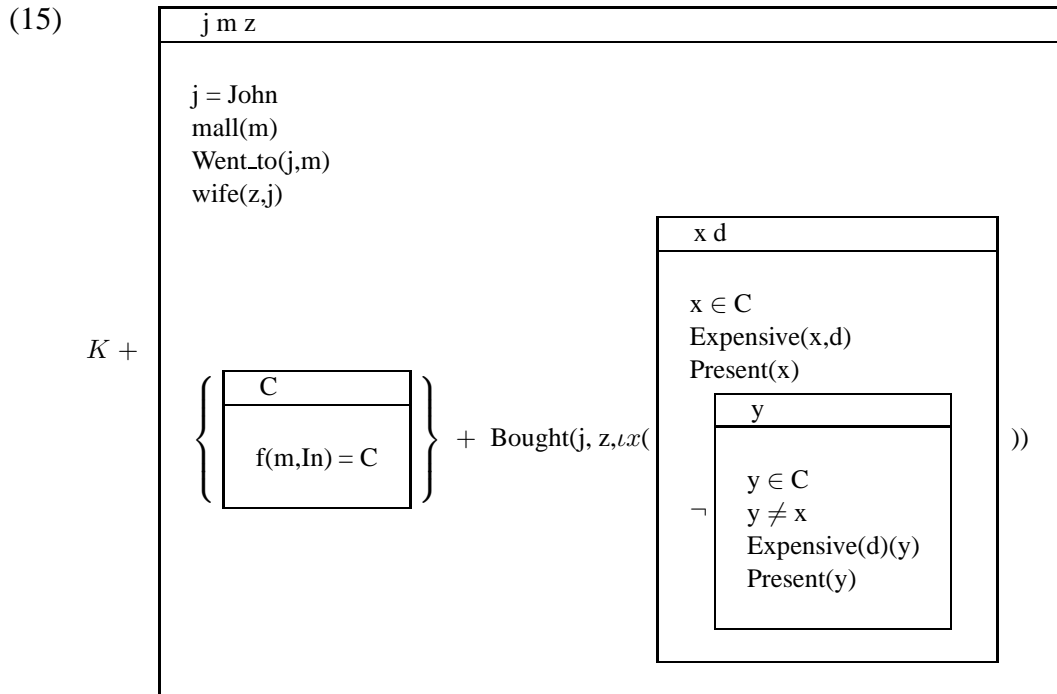 (15)
j m z
j = John
mall(m)
Went_to(j,m)
wife(z,j)
K +
{ C
f(m,In) = C } + Bought(j, z,ιx(
x d
x ∈ C
Expensive(x,d)
Present(x)
¬
y
y ∈ C
y ≠ x
Expensive(d)(y)
Present(y)
))